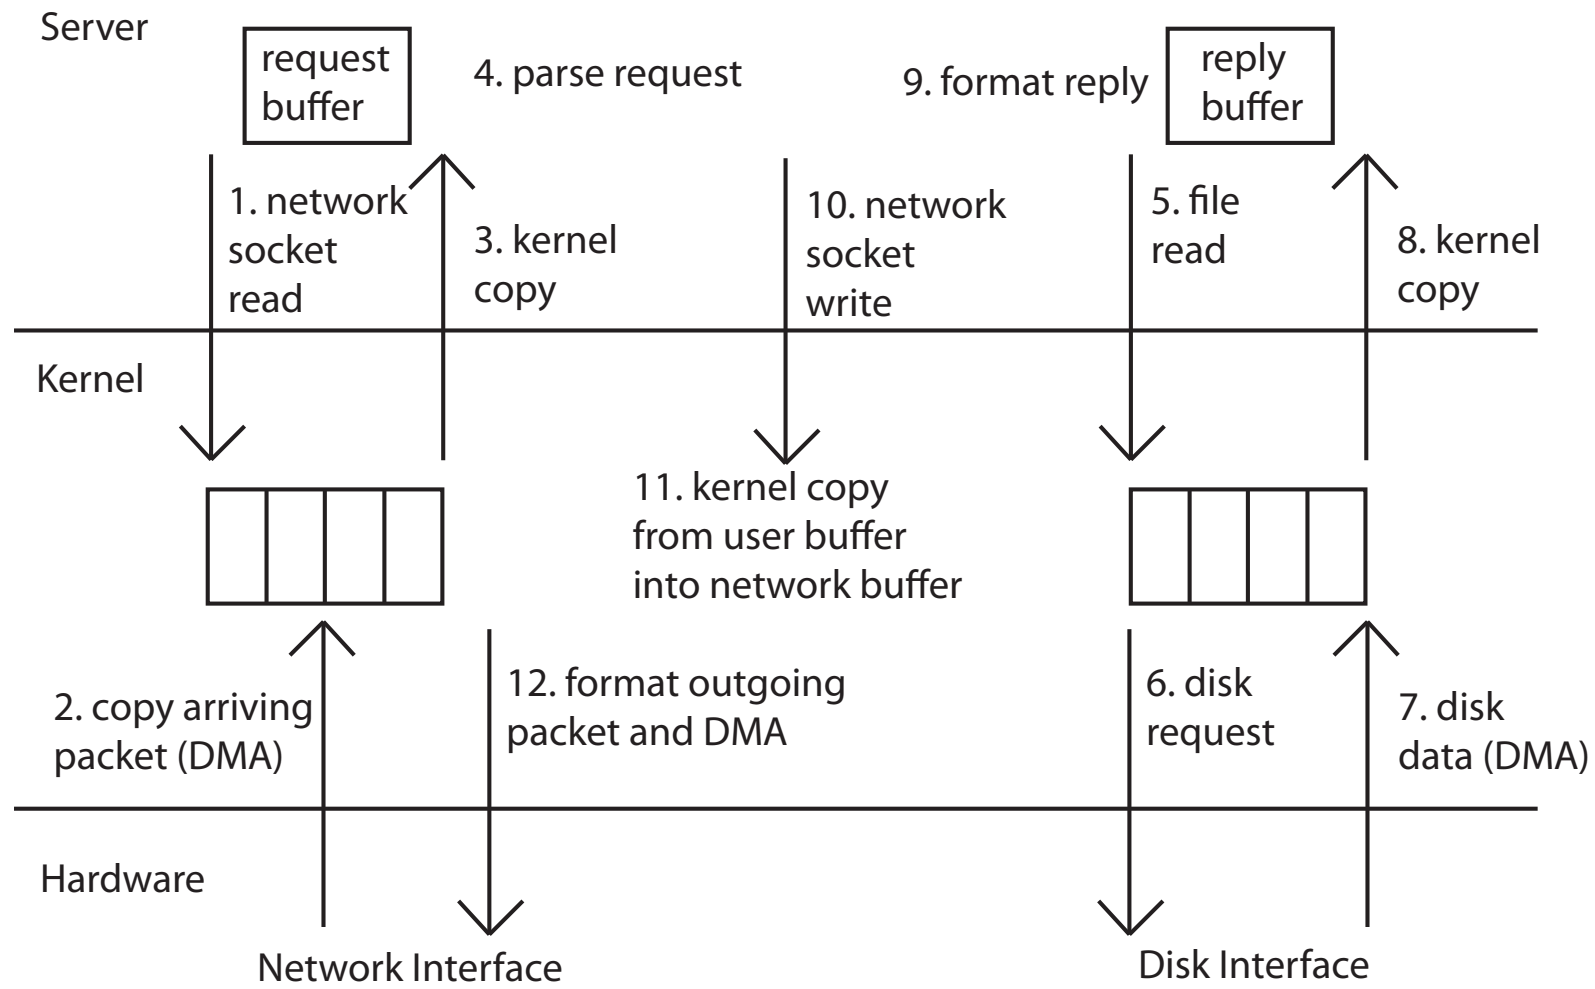 Server
request
buffer
4. parse request
9. format reply
reply
buffer
1. network
socket
read
3. kernel
copy
10. network
socket
write
5. file
read
8. kernel
copy
Kernel
11. kernel copy
from user buffer
into network buffer
2. copy arriving
packet (DMA)
12. format outgoing
packet and DMA
6. disk
request
7. disk
data (DMA)
Hardware
Network Interface
Disk Interface